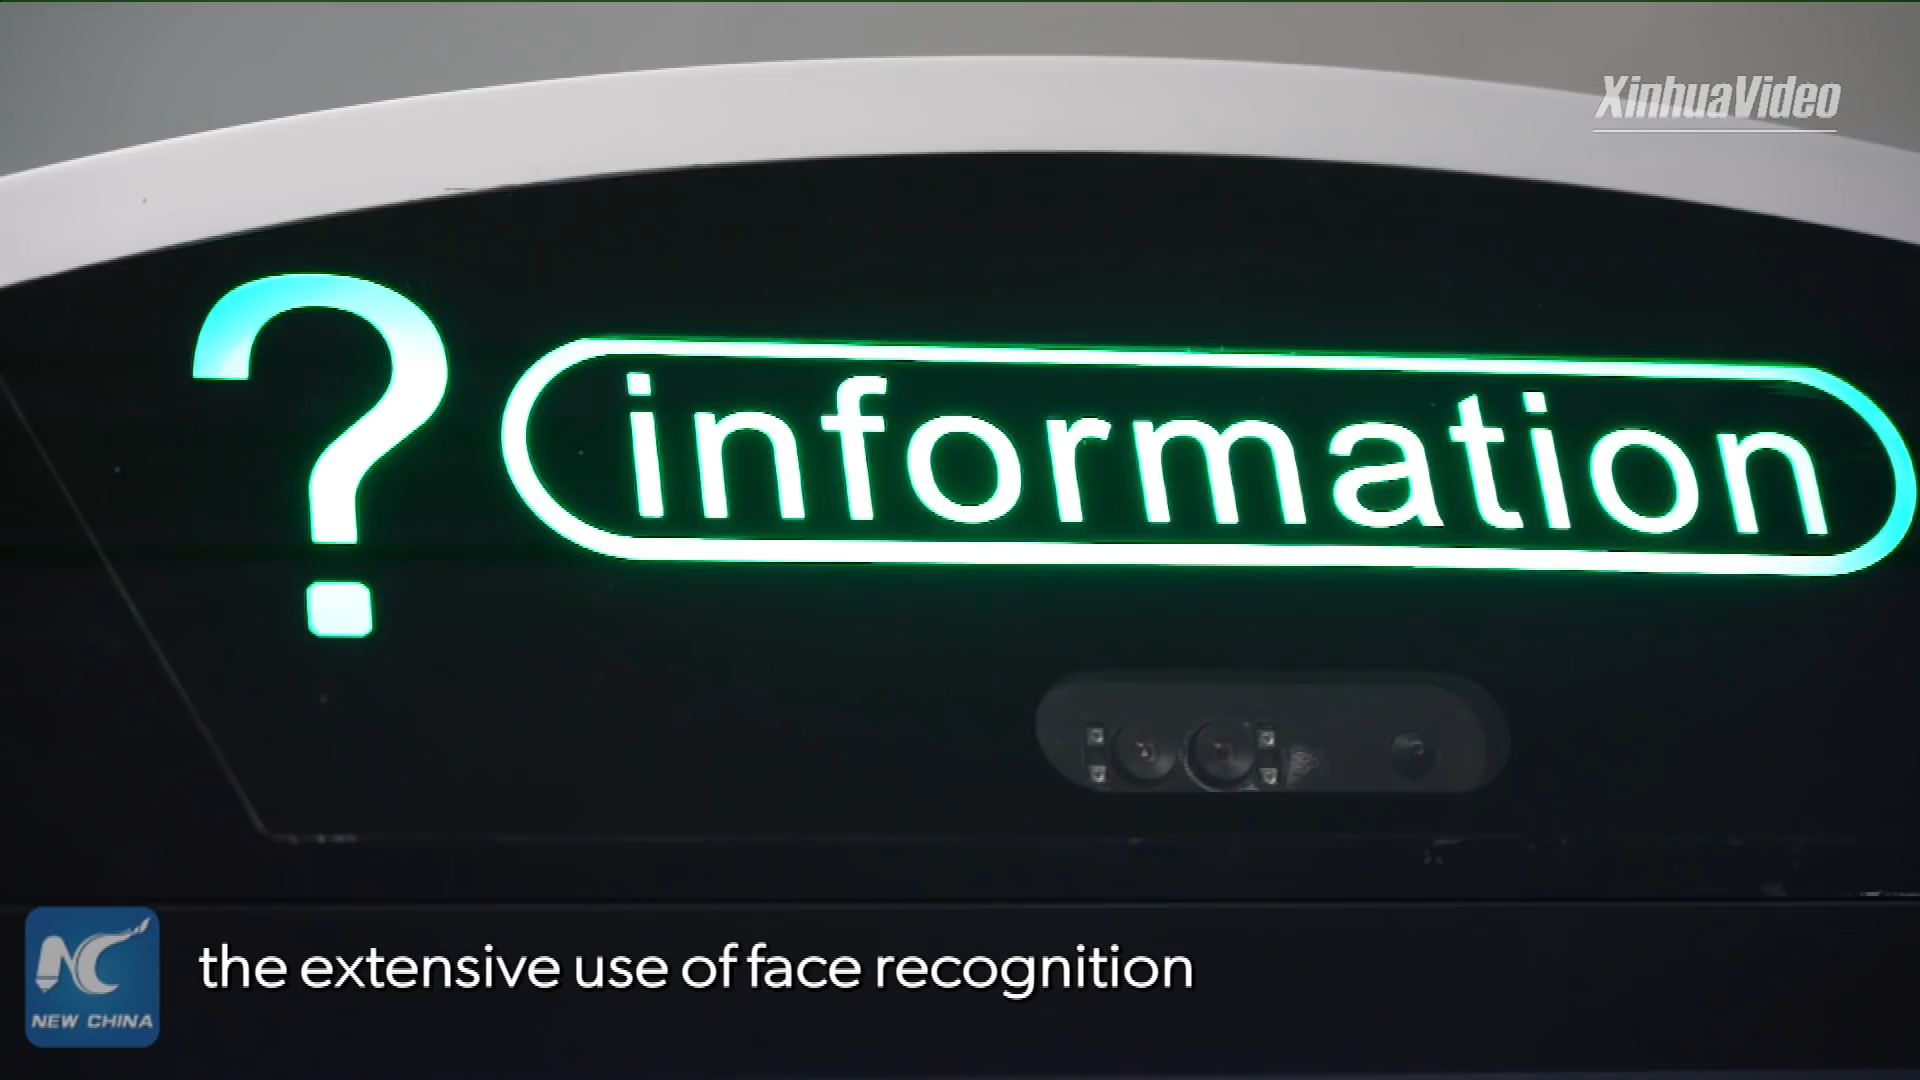 XinhuaVideo
? information
NEW CHINA
the extensive use of face recognition